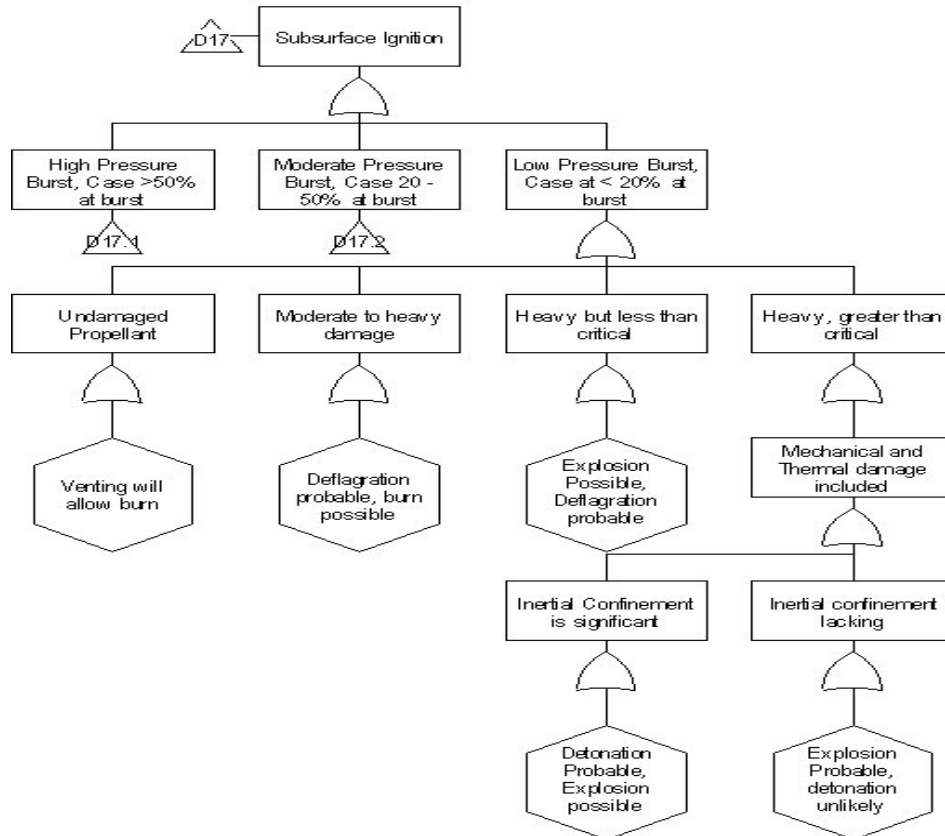 D17
Subsurface Ignition
High Pressure
Burst, Case >50%
at burst
Moderate Pressure
Burst, Case 20 -
50% at burst
Low Pressure Burst,
Case at < 20% at
burst
D17.1
D17.2
Undamaged
Propellant
Moderate to heavy
damage
Heavy but less than
critical
Heavy, greater than
critical
Venting will
allow burn
Deflagration
probable, burn
possible
Explosion
Possible,
Deflagration
probable
Mechanical and
Thermal damage
included
Inertial Confinement
is significant
Inertial confinement
lacking
Detonation
Probable,
Explosion
possible
Explosion
Probable,
detonation
unlikely